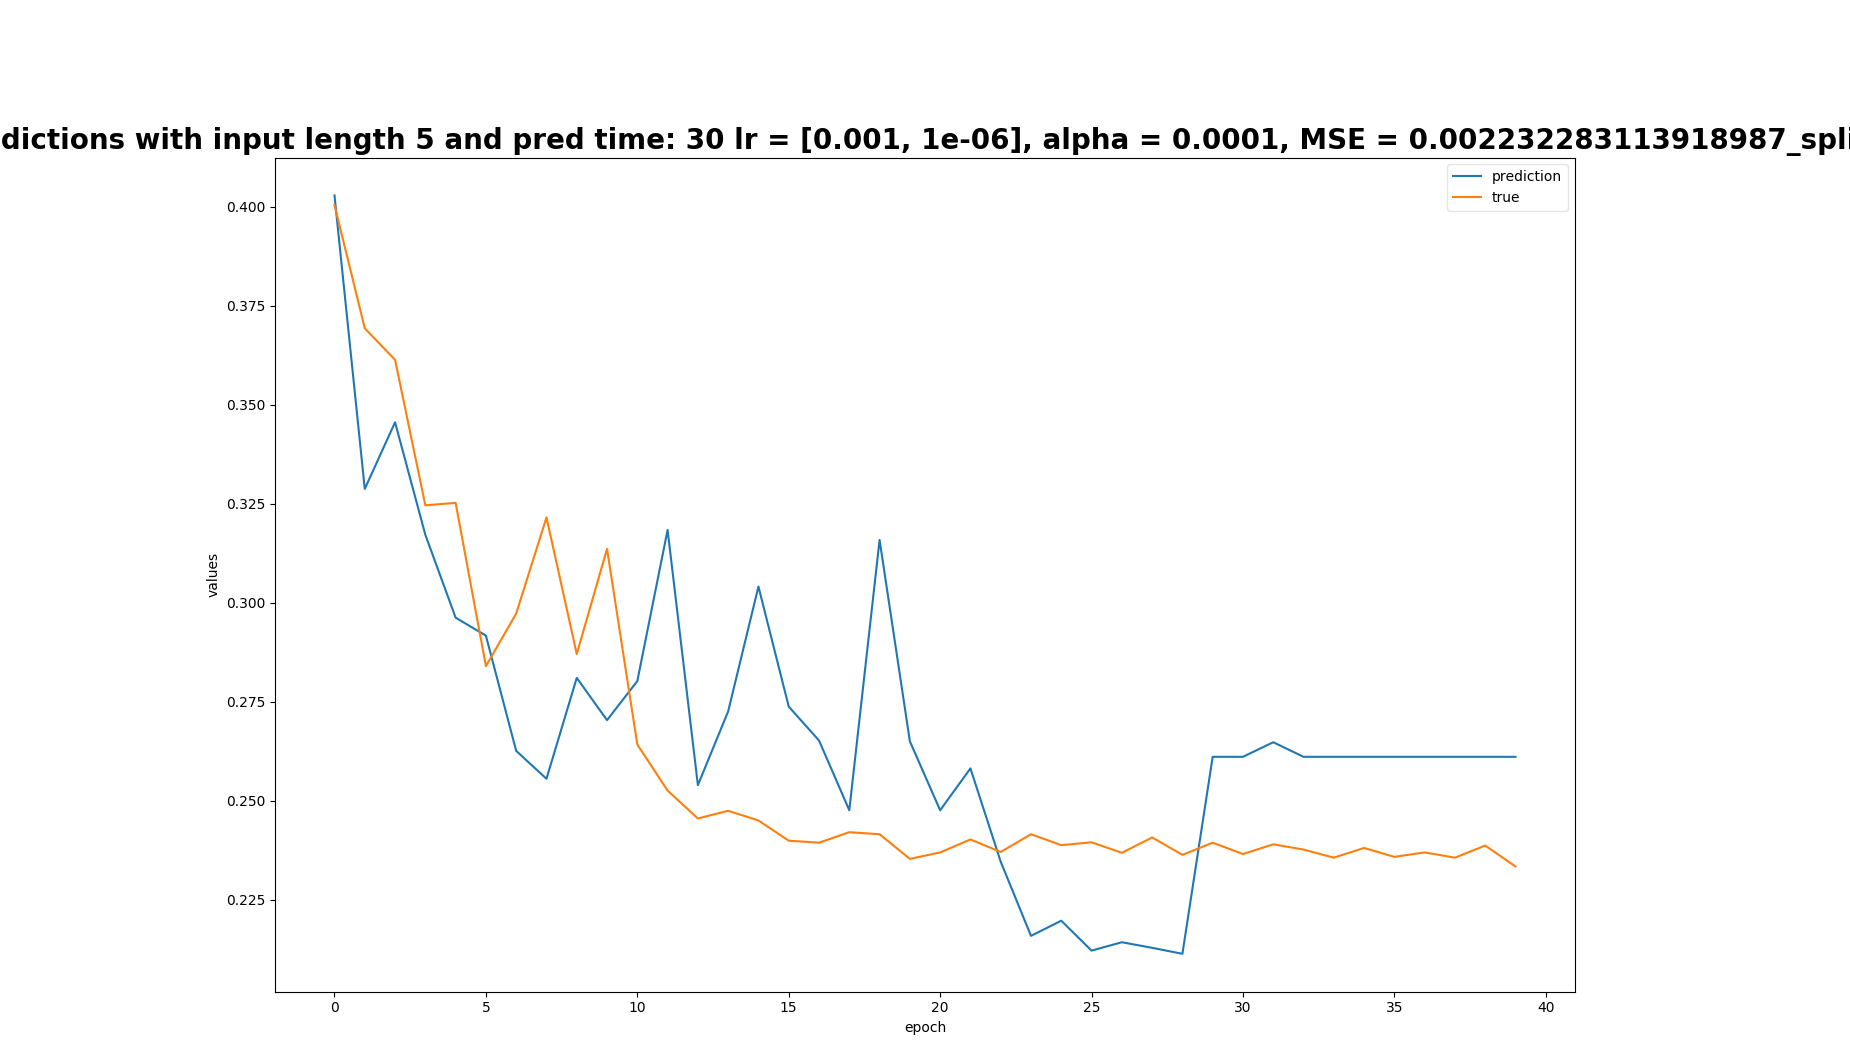 dictions with input length 5 and pred time: 30 lr = [0.001, 1e-06], alpha = 0.0001, MSE = 0.002232283113918987_spli
prediction
true
0.400
0.375
0.350
0.325
0.300
0.275
0.250
0.225
values
0 5 10 15 20 25 30 35 40
epoch